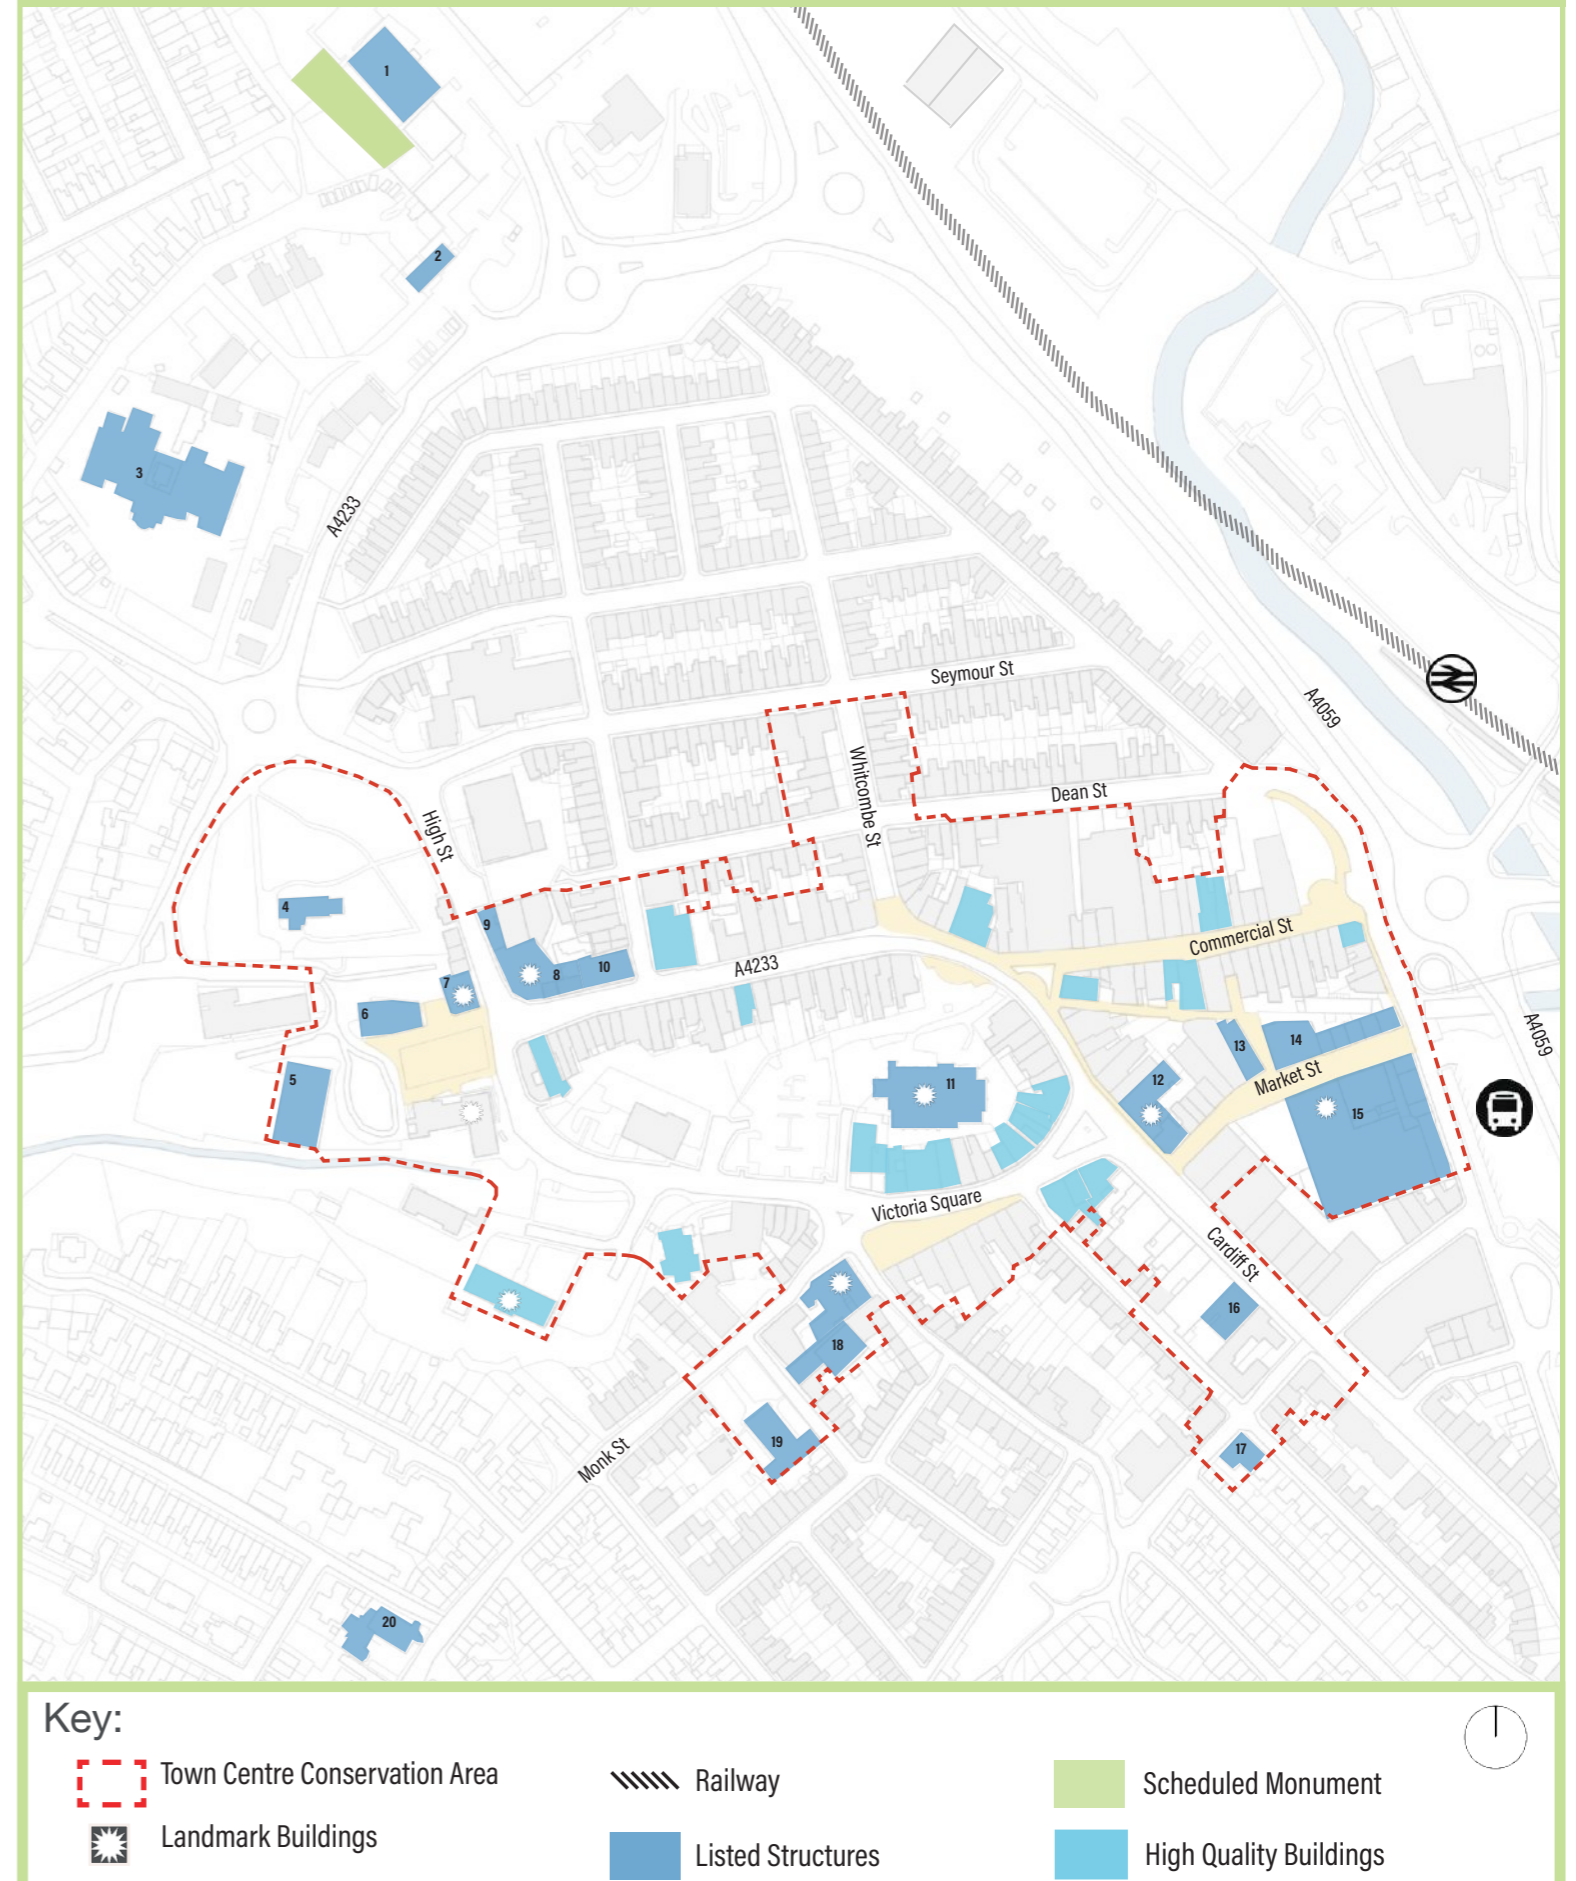 1
2
3
A4233
Seymour St
A4059
Whitcombe St
Dean St
High St
4
9
Commercial St
8
10
A4233
7
6
A4059
13
14
5
Market St
12
11
15
Victoria Square
Cardiff St
16
18
19
17
Monk St
20
Key:
Town Centre Conservation Area
Railway
Scheduled Monument
Landmark Buildings
Listed Structures
High Quality Buildings